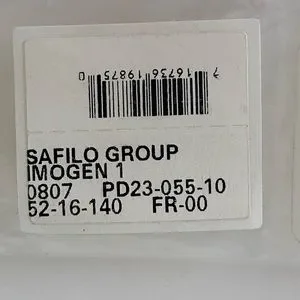 7 16736 19875 0
SAFILO GROUP
IMOGEN 1
0807 PD23-055-10
52-16-140 FR-00